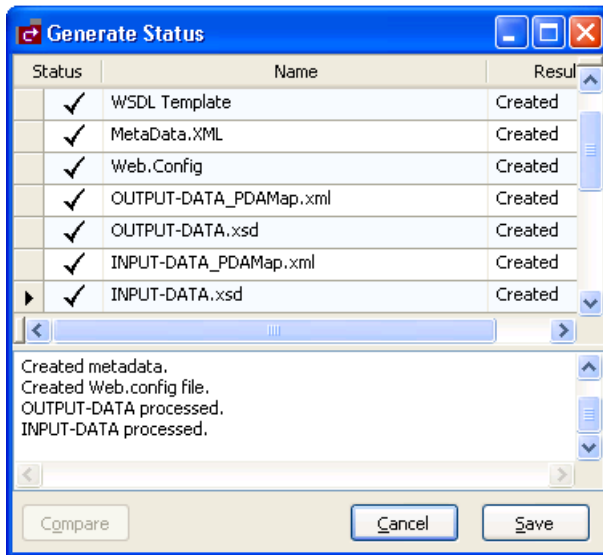 Generate Status
Status Name Resul
WSDL Template Created
MetaData.XML Created
Web.Config Created
OUTPUT-DATA_PDAMap.xml Created
OUTPUT-DATA.xsd Created
INPUT-DATA_PDAMap.xml Created
INPUT-DATA.xsd Created
Created metadata.
Created Web.config file.
OUTPUT-DATA processed.
INPUT-DATA processed.
Compare Cancel Save